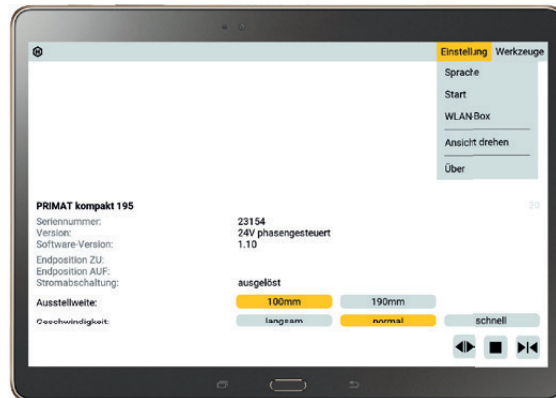 Einstellung Werkzeuge
Sprache
Start
WLAN-Box
Ansicht drehen
Über
PRIMAT kompakt 195
20
Seriennummer: 23154
Version: 24V phasengesteuert
Software-Version: 1.10
Endposition ZU:
Endposition AUF:
Stromabschaltung: ausgelöst
Ausstellweite: 100mm 190mm
Geschwindigkeit: langsam normal schnell